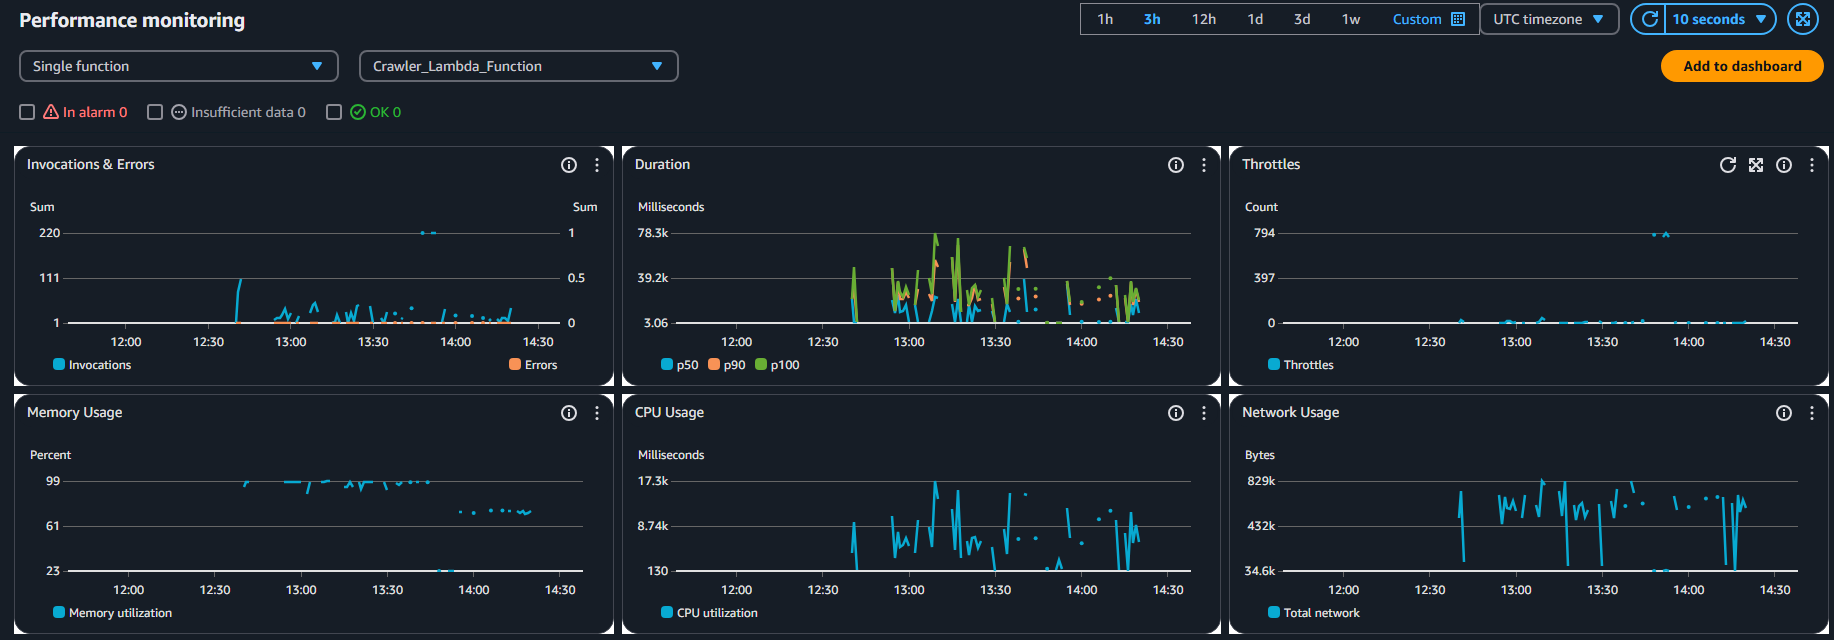 Performance monitoring
1h 3h 12h 1d 3d 1w Custom UTC timezone 10 seconds
Single function Crawler_Lambda_Function Add to dashboard
In alarm 0 Insufficient data 0 OK 0
Invocations & Errors
Sum Sum
220 1
111 0.5
1 0
12:00 12:30 13:00 13:30 14:00 14:30
Invocations Errors
Duration
Milliseconds
78.3k
39.2k
3.06
12:00 12:30 13:00 13:30 14:00 14:30
p50 p90 p100
Throttles
Count
794
397
0
12:00 12:30 13:00 13:30 14:00 14:30
Throttles
Memory Usage
Percent
99
61
23
12:00 12:30 13:00 13:30 14:00 14:30
Memory utilization
CPU Usage
Milliseconds
17.3k
8.74k
130
12:00 12:30 13:00 13:30 14:00 14:30
CPU utilization
Network Usage
Bytes
829k
432k
34.6k
12:00 12:30 13:00 13:30 14:00 14:30
Total network